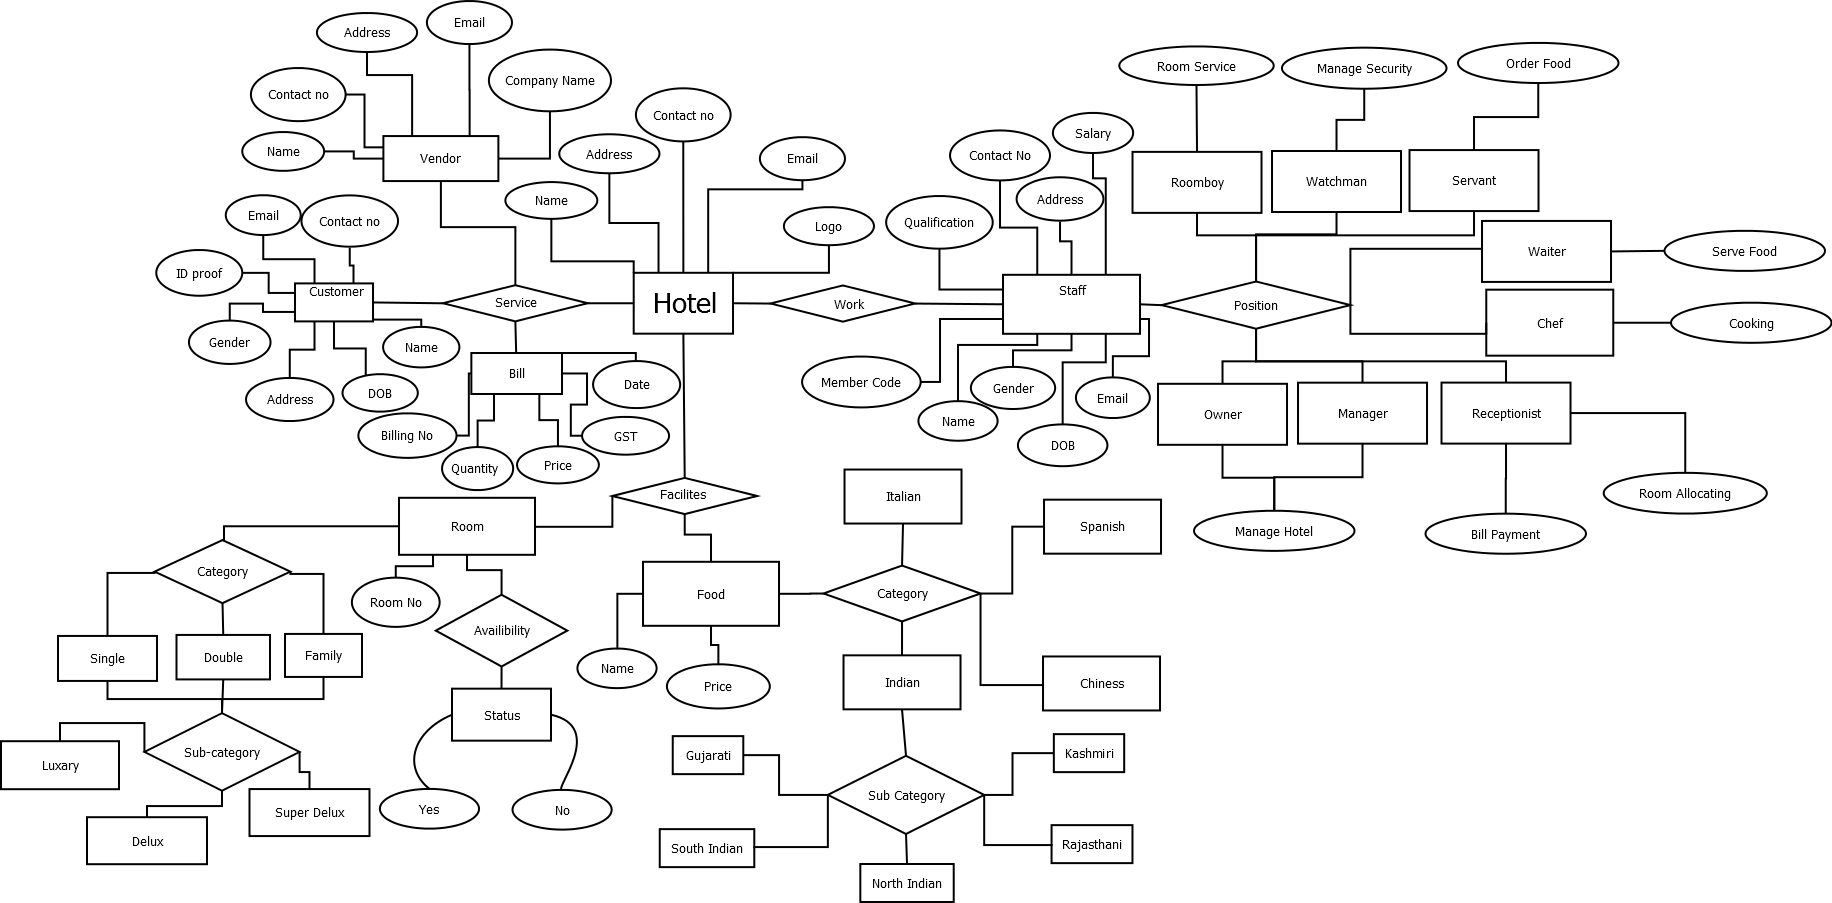 Email
Address
Company Name
Contact no
Name
Vendor
Contact no
Address
Email
Name
Logo
Email
Contact no
ID proof
Customer
Gender
Name
Address
DOB
Service
Hotel
Work
Bill
Date
Billing No
GST
Quantity
Price
Salary
Contact No
Address
Qualification
Staff
Member Code
Name
Gender
DOB
Email
Room Service
Manage Security
Order Food
Roomboy
Watchman
Servant
Waiter
Serve Food
Position
Chef
Cooking
Owner
Manager
Receptionist
Manage Hotel
Bill Payment
Room Allocating
Facilites
Room
Category
Room No
Availibility
Single
Double
Family
Status
Sub-category
Luxary
Delux
Super Delux
Yes
No
Food
Name
Price
Italian
Spanish
Category
Indian
Chiness
Gujarati
Kashmiri
Sub Category
South Indian
Rajasthani
North Indian